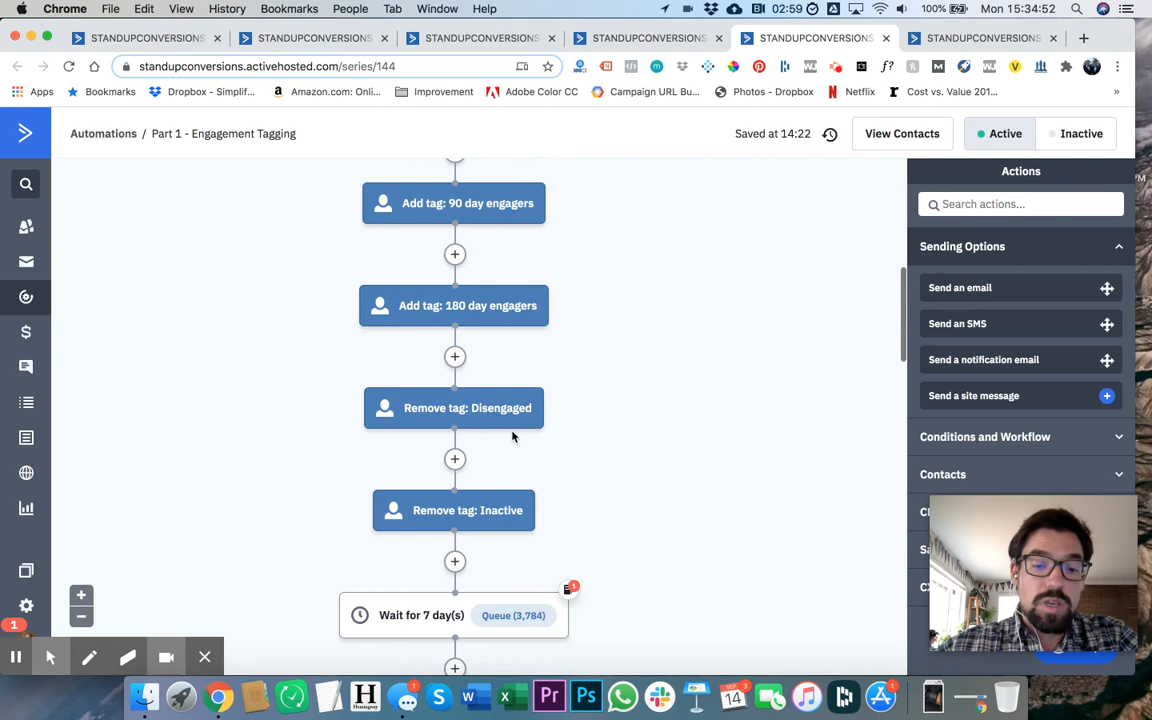 Chrome File Edit View History Bookmarks People Tab Window Help 02:59 100% Mon 15:34:52
STANDUPCONVERSIONS × STANDUPCONVERSIONS × STANDUPCONVERSIONS × STANDUPCONVERSIONS × STANDUPCONVERSIONS × STANDUPCONVERSIONS × +
standupconversions.activehosted.com/series/144
Apps Bookmarks Dropbox - Simplif... Amazon.com: Onli... Improvement Adobe Color CC Campaign URL Bu... Photos - Dropbox Netflix Cost vs. Value 201... »
Automations / Part 1 - Engagement Tagging Saved at 14:22 View Contacts Active Inactive
Actions
Search actions...
Sending Options
Send an email
Send an SMS
Send a notification email
Send a site message
Conditions and Workflow
Contacts
Add tag: 90 day engagers
Add tag: 180 day engagers
Remove tag: Disengaged
Remove tag: Inactive
1
Wait for 7 day(s) Queue (3,784)
1
SEP
14